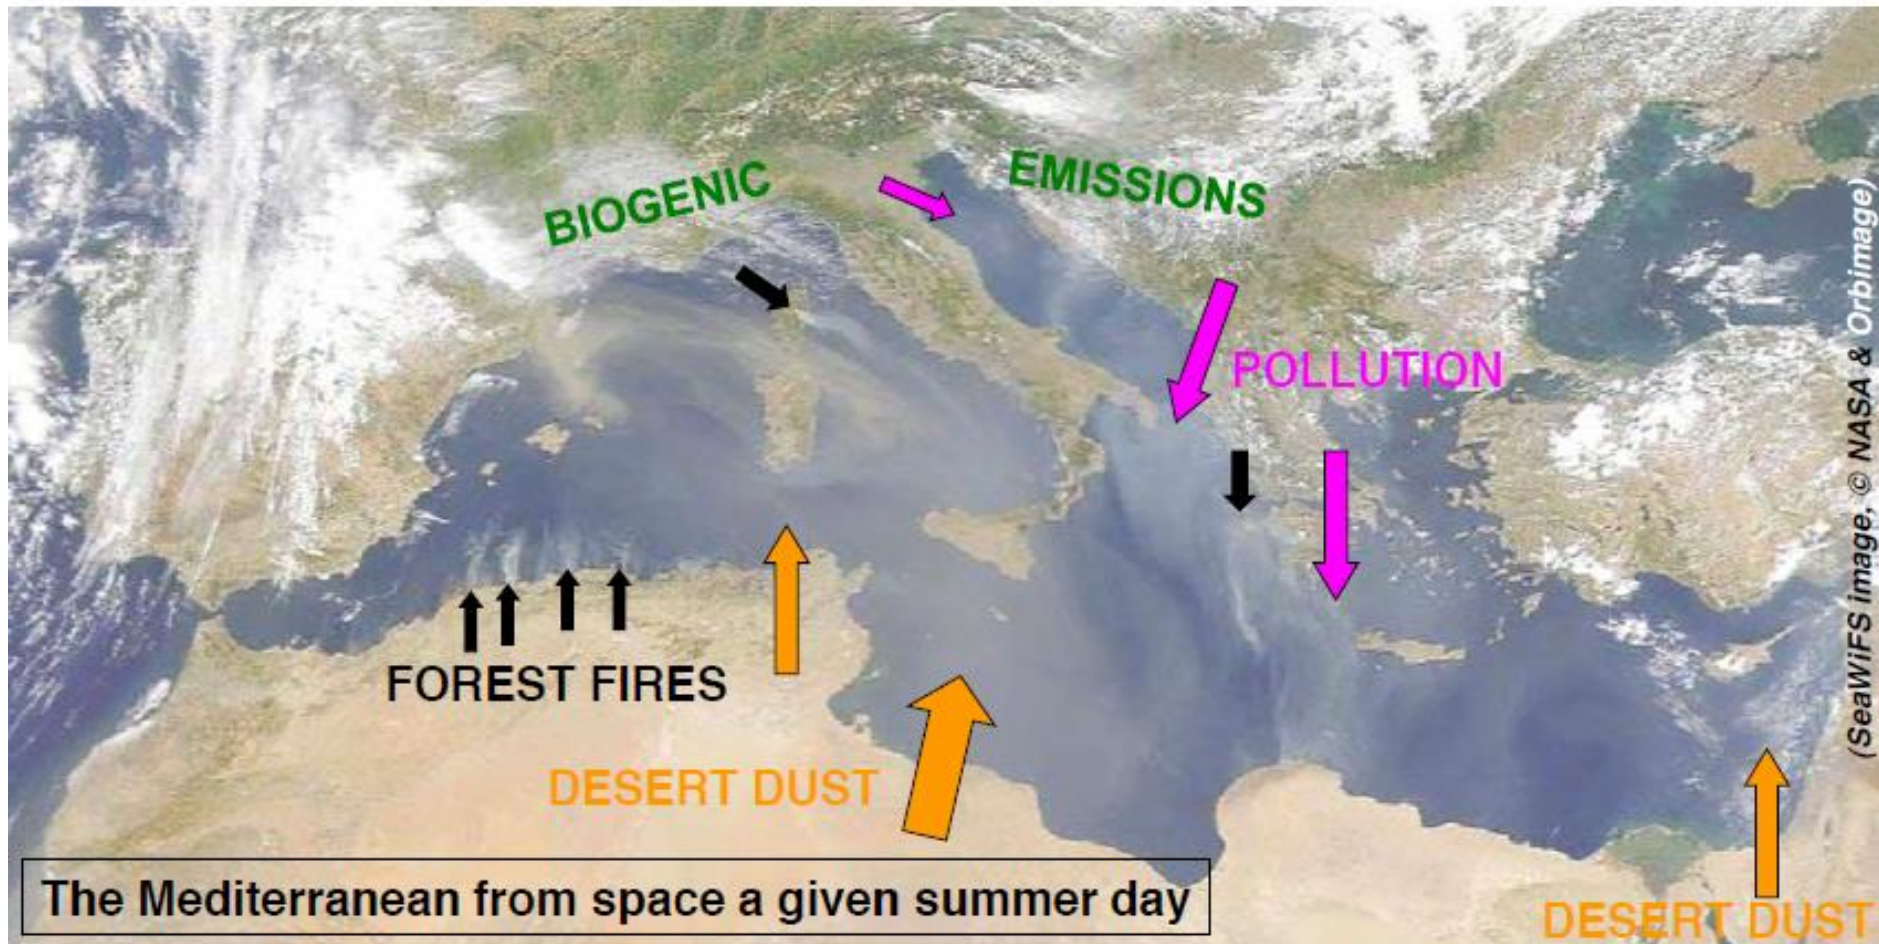 BIOGENIC
EMISSIONS
POLLUTION
FOREST FIRES
DESERT DUST
The Mediterranean from space a given summer day
DESERT DUST
(SeaWiFS image, © NASA & Orbimage)